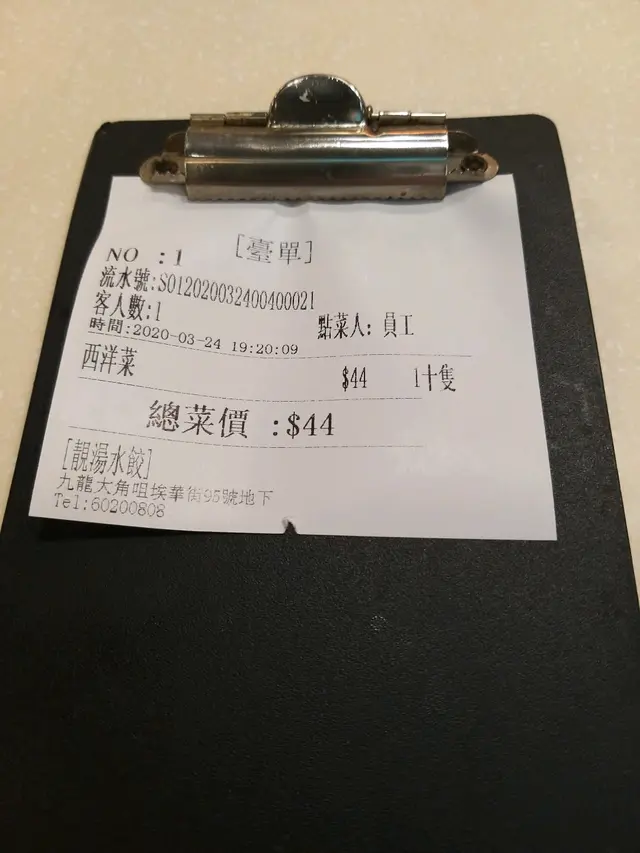 [臺單]
NO :1
流水號:S012020032400400021
客人數:1 點菜人: 員工
時間:2020-03-24 19:20:09
西洋菜 $44 1十隻
總菜價 :$44
[靚湯水餃]
九龍大角咀埃華街95號地下
Tel:60200808